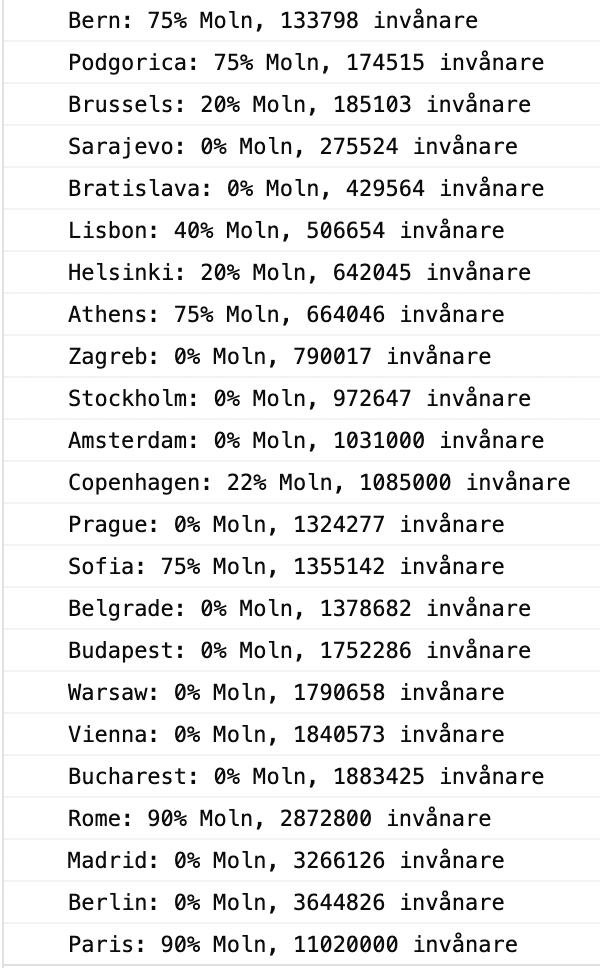 Bern: 75% Moln, 133798 invånare
Podgorica: 75% Moln, 174515 invånare
Brussels: 20% Moln, 185103 invånare
Sarajevo: 0% Moln, 275524 invånare
Bratislava: 0% Moln, 429564 invånare
Lisbon: 40% Moln, 506654 invånare
Helsinki: 20% Moln, 642045 invånare
Athens: 75% Moln, 664046 invånare
Zagreb: 0% Moln, 790017 invånare
Stockholm: 0% Moln, 972647 invånare
Amsterdam: 0% Moln, 1031000 invånare
Copenhagen: 22% Moln, 1085000 invånare
Prague: 0% Moln, 1324277 invånare
Sofia: 75% Moln, 1355142 invånare
Belgrade: 0% Moln, 1378682 invånare
Budapest: 0% Moln, 1752286 invånare
Warsaw: 0% Moln, 1790658 invånare
Vienna: 0% Moln, 1840573 invånare
Bucharest: 0% Moln, 1883425 invånare
Rome: 90% Moln, 2872800 invånare
Madrid: 0% Moln, 3266126 invånare
Berlin: 0% Moln, 3644826 invånare
Paris: 90% Moln, 11020000 invånare